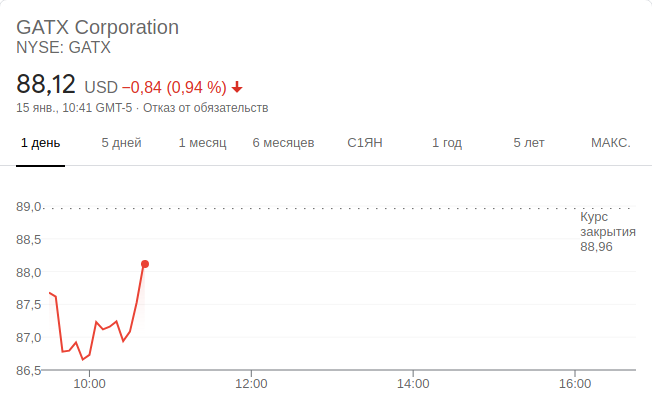 GATX Corporation
NYSE: GATX
88,12 USD −0,84 (0,94 %)
15 янв., 10:41 GMT-5 · Отказ от обязательств
1 день 5 дней 1 месяц 6 месяцев С1ЯН 1 год 5 лет МАКС.
89,0
Курс
закрытия
88,96
88,5
88,0
87,5
87,0
86,5
10:00 12:00 14:00 16:00